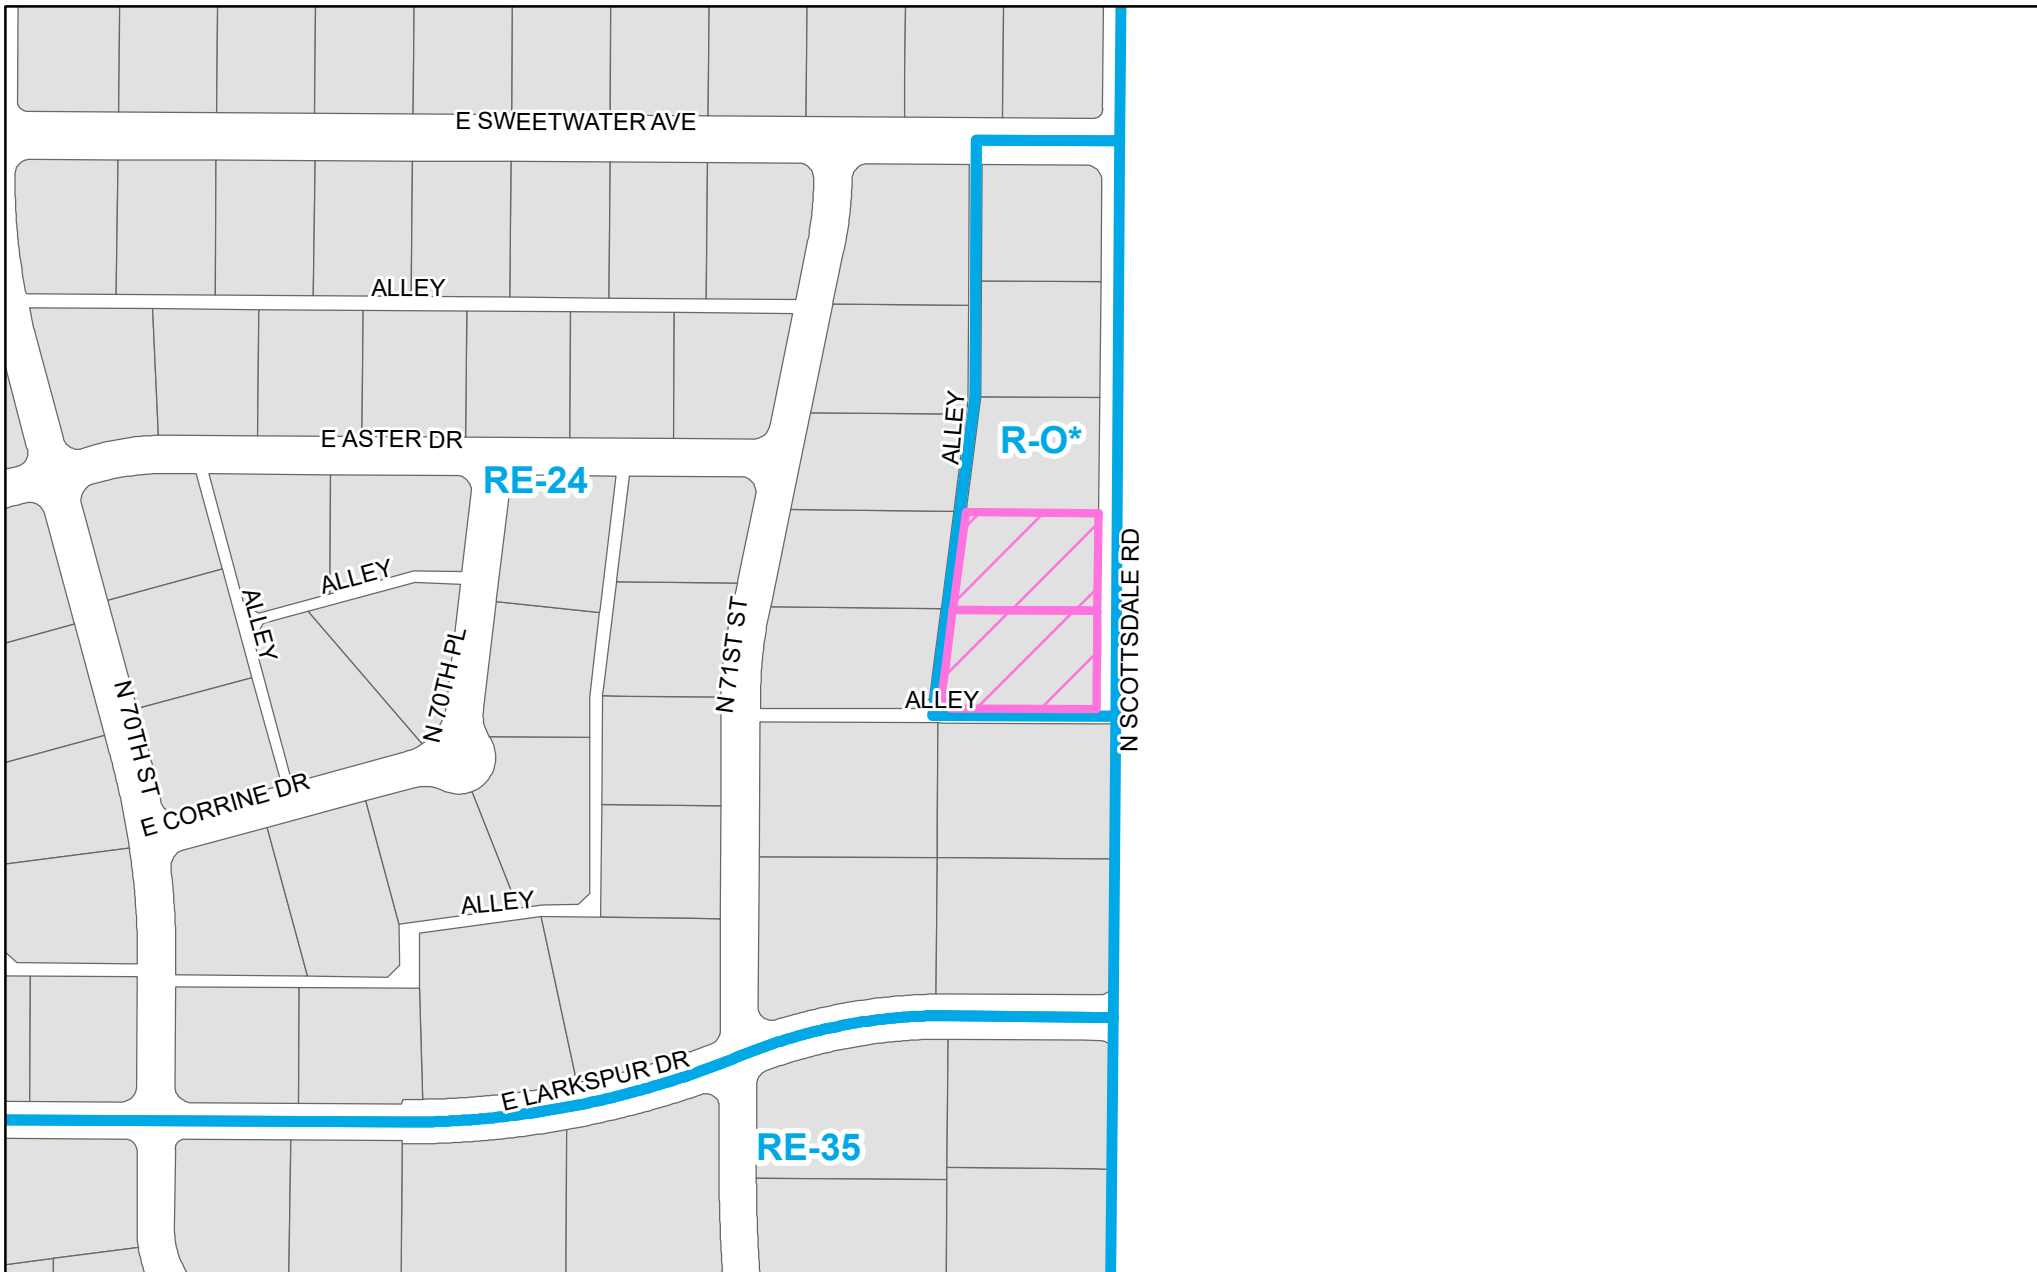 E SWEETWATER AVE
ALLEY
ALLEY
E ASTER DR
R-O*
RE-24
ALLEY
ALLEY
N 70TH PL
N 71ST ST
N SCOTTSDALE RD
ALLEY
N 70TH ST
E CORRINE DR
ALLEY
E LARKSPUR DR
RE-35